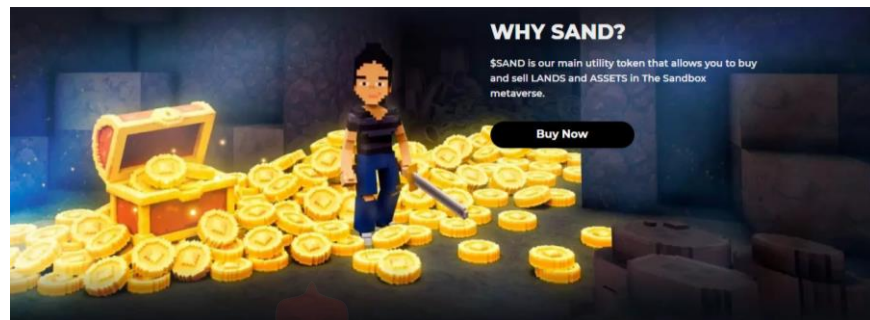 WHY SAND?
$SAND is our main utility token that allows you to buy
and sell LANDS and ASSETS in The Sandbox
metaverse.
Buy Now